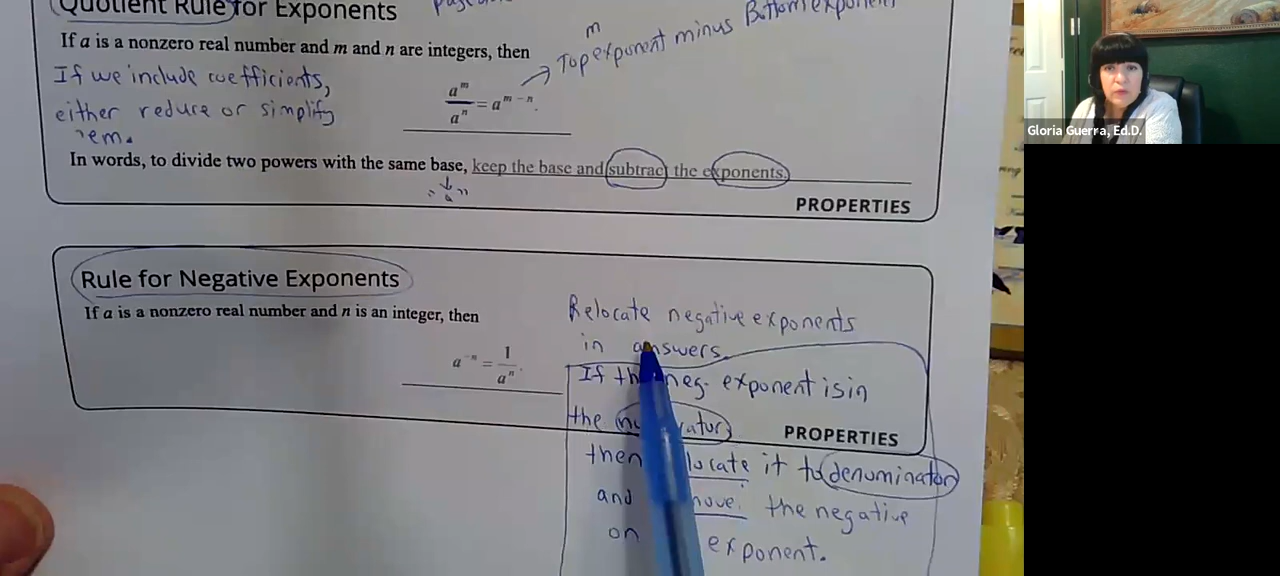 Quotient Rule for Exponents
m
Top exponent minus Bottom exponent
If a is a nonzero real number and m and n are integers, then
If we include coefficients,
either reduce or simplify
'em.
a^m / a^n = a^(m - n).
In words, to divide two powers with the same base, keep the base and subtract the exponents.
"a"
PROPERTIES
Rule for Negative Exponents
If a is a nonzero real number and n is an integer, then
a^-n = 1 / a^n.
Relocate negative exponents
in answers.
If the neg. exponent is in
the
PROPERTIES
then locate it to denominator
and the negative
on exponent.
Gloria Guerra, Ed.D.